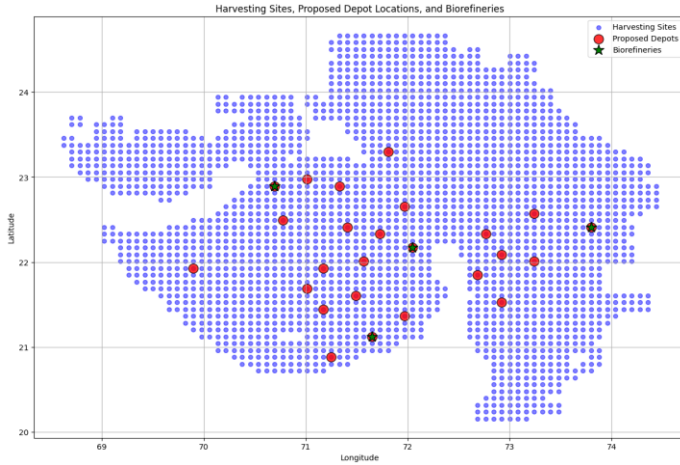 Harvesting Sites, Proposed Depot Locations, and Biorefineries
Harvesting Sites
Proposed Depots
Biorefineries
Latitude
24
23
22
21
20
69 70 71 72 73 74
Longitude